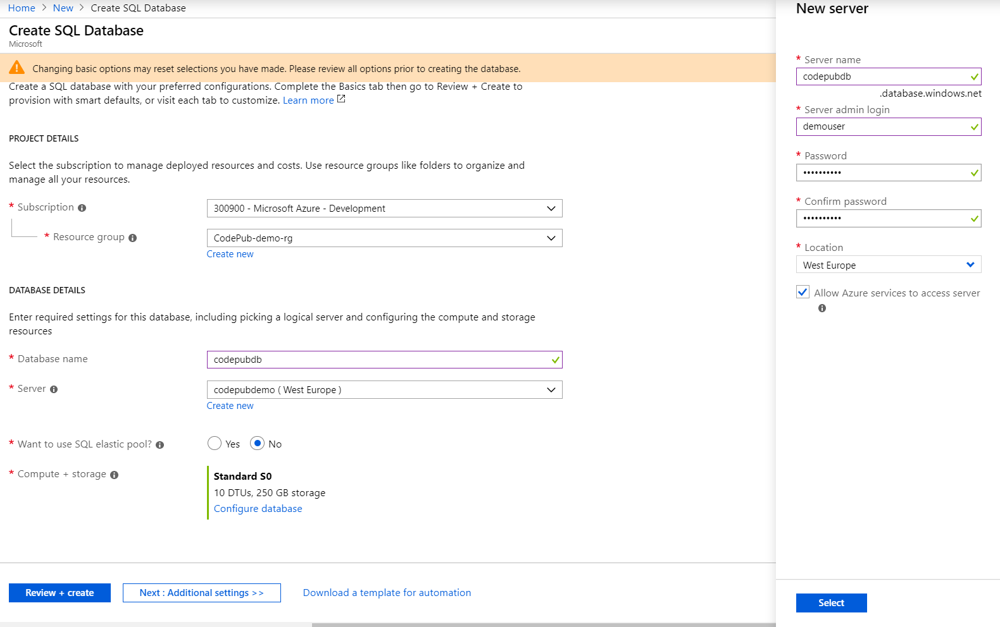 Home > New > Create SQL Database
Create SQL Database
Microsoft
Changing basic options may reset selections you have made. Please review all options prior to creating the database.
Create a SQL database with your preferred configurations. Complete the Basics tab then go to Review + Create to
provision with smart defaults, or visit each tab to customize. Learn more
PROJECT DETAILS
Select the subscription to manage deployed resources and costs. Use resource groups like folders to organize and
manage all your resources.
* Subscription
300900 - Microsoft Azure - Development
* Resource group
CodePub-demo-rg
Create new
DATABASE DETAILS
Enter required settings for this database, including picking a logical server and configuring the compute and storage
resources
* Database name
codepubdb
* Server
codepubdemo ( West Europe )
Create new
* Want to use SQL elastic pool?
Yes No
* Compute + storage
Standard S0
10 DTUs, 250 GB storage
Configure database
Review + create
Next : Additional settings >>
Download a template for automation
New server
* Server name
codepubdb
.database.windows.net
* Server admin login
demouser
* Password
••••••••••
* Confirm password
••••••••••
* Location
West Europe
Allow Azure services to access server
Select